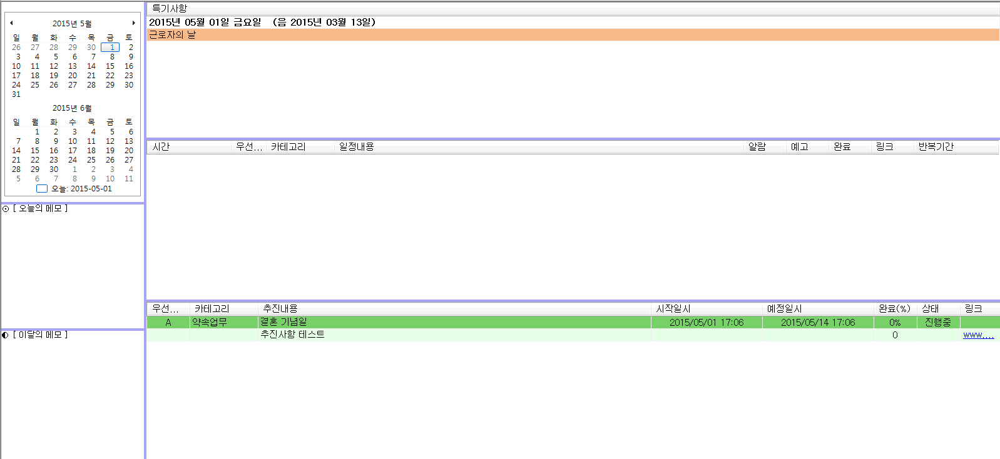 2015년 5월
일 월 화 수 목 금 토
26 27 28 29 30 1 2
3 4 5 6 7 8 9
10 11 12 13 14 15 16
17 18 19 20 21 22 23
24 25 26 27 28 29 30
31
2015년 6월
일 월 화 수 목 금 토
1 2 3 4 5 6
7 8 9 10 11 12 13
14 15 16 17 18 19 20
21 22 23 24 25 26 27
28 29 30 1 2 3 4
5 6 7 8 9 10 11
오늘: 2015-05-01
⊙ [ 오늘의 메모 ]
◐ [ 이달의 메모 ]
특기사항
2015년 05월 01일 금요일 (음 2015년 03월 13일)
근로자의 날
시간 우선... 카테고리 일정내용 알람 예고 완료 링크 반복기간
우선... 카테고리 추진내용 시작일시 예정일시 완료(%) 상태 링크
A 약속업무 결혼 기념일 2015/05/01 17:06 2015/05/14 17:06 0% 진행중
추진사항 테스트 0 www....